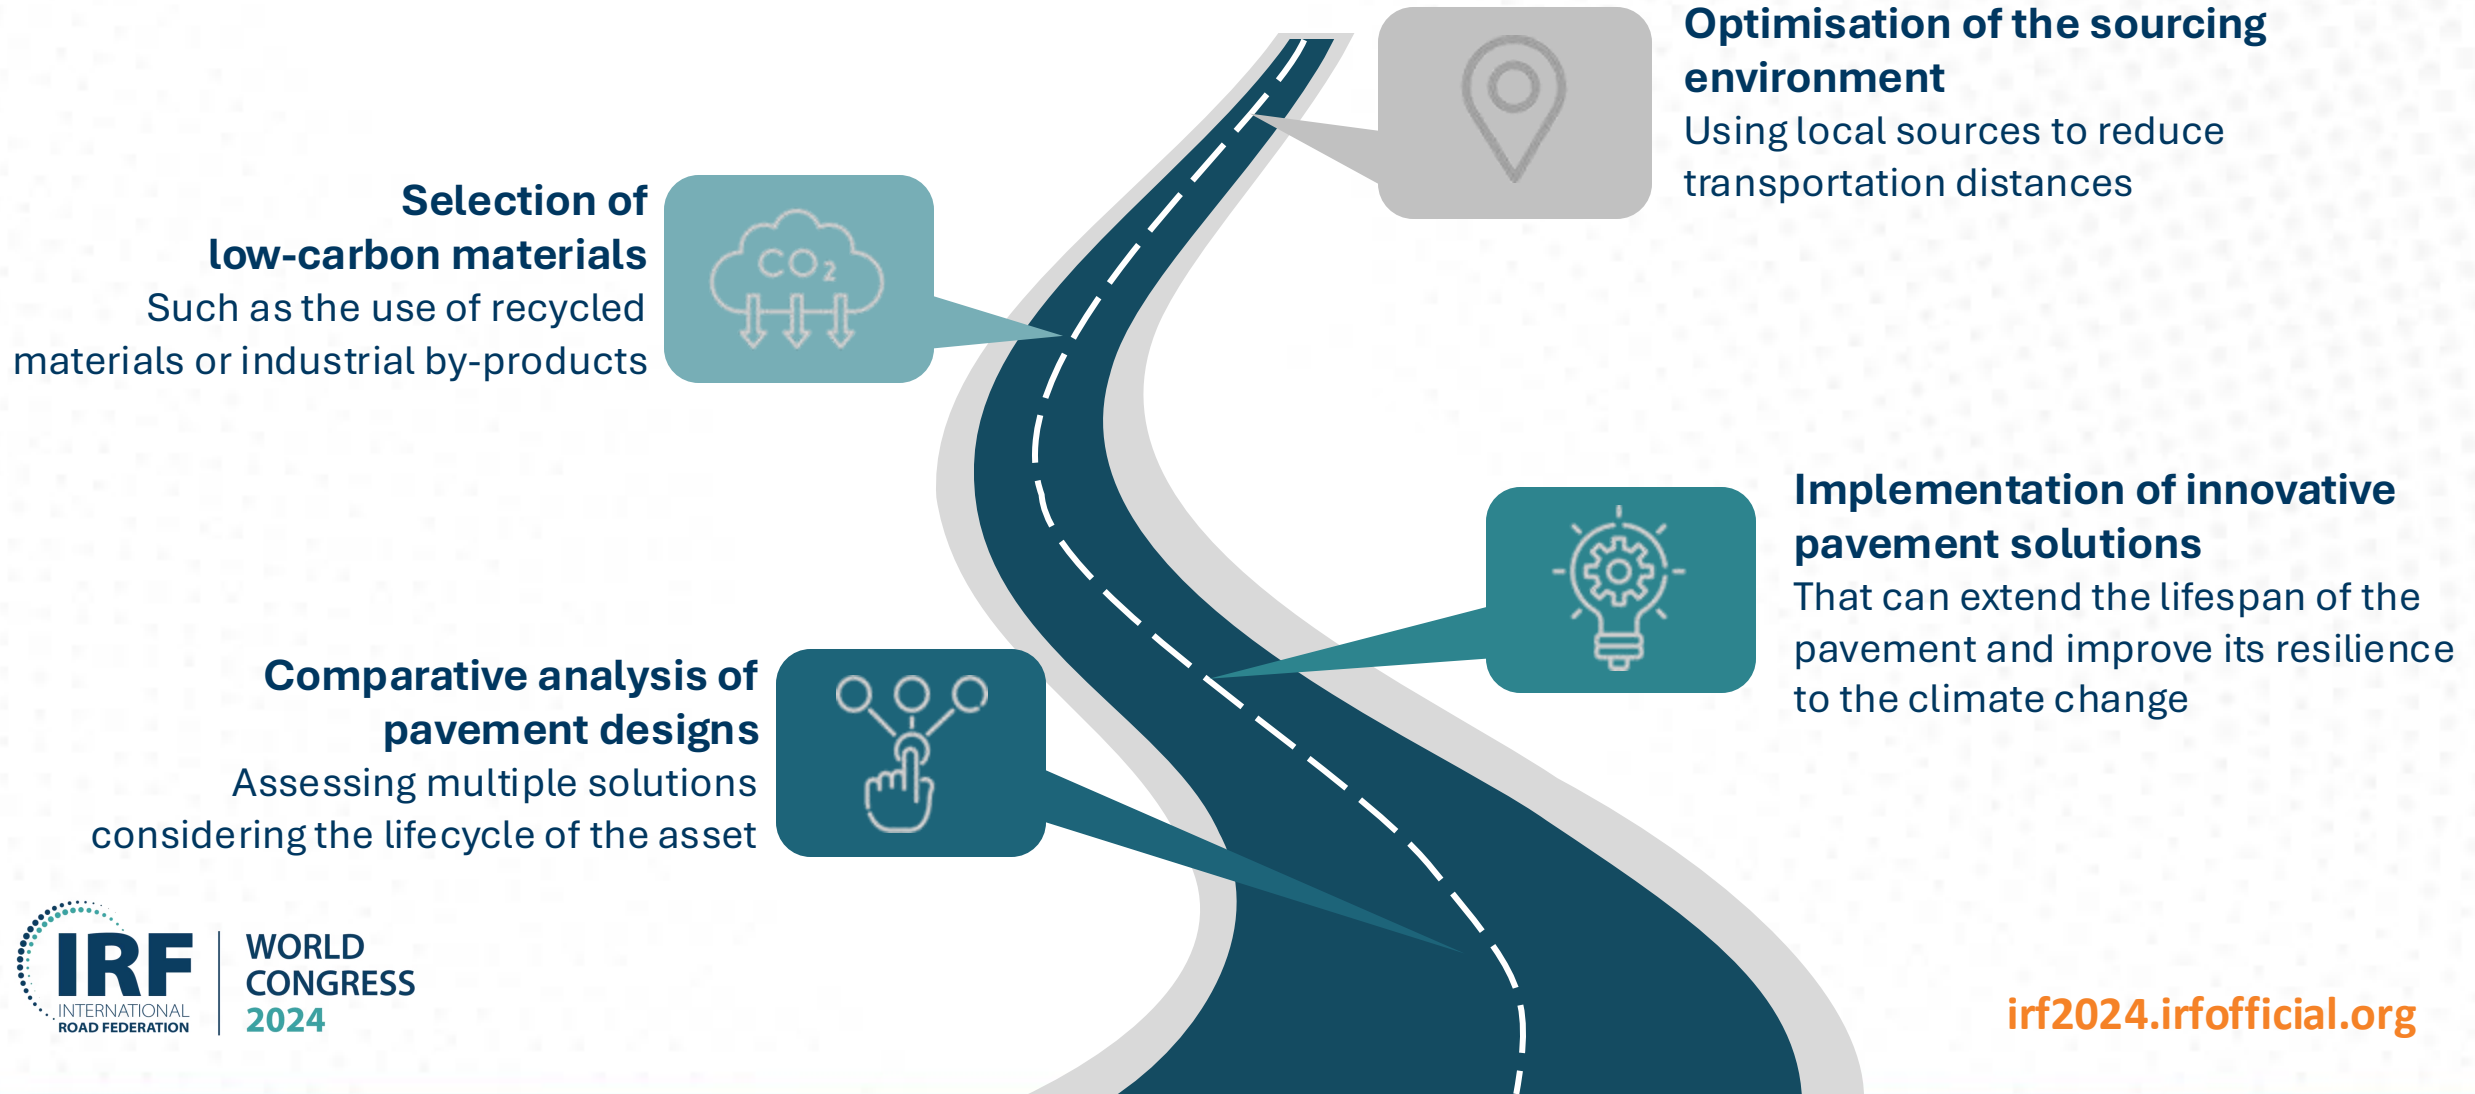 Optimisation of the sourcing
environment
Using local sources to reduce
transportation distances
Selection of
low-carbon materials
Such as the use of recycled
materials or industrial by-products
CO2
Implementation of innovative
pavement solutions
That can extend the lifespan of the
pavement and improve its resilience
to the climate change
Comparative analysis of
pavement designs
Assessing multiple solutions
considering the lifecycle of the asset
IRF
INTERNATIONAL
ROAD FEDERATION
WORLD
CONGRESS
2024
irf2024.irfofficial.org